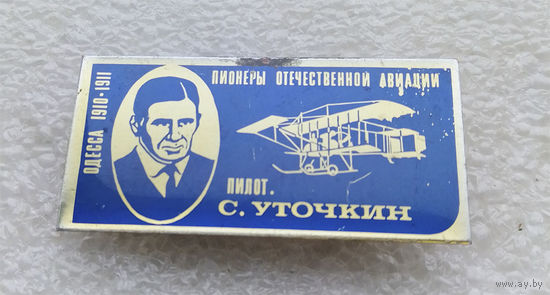 ОДЕССА 1910·1911
ПИОНЕРЫ ОТЕЧЕСТВЕННОЙ АВИАЦИИ
ПИЛОТ.
С. УТОЧКИН
www.ay.by